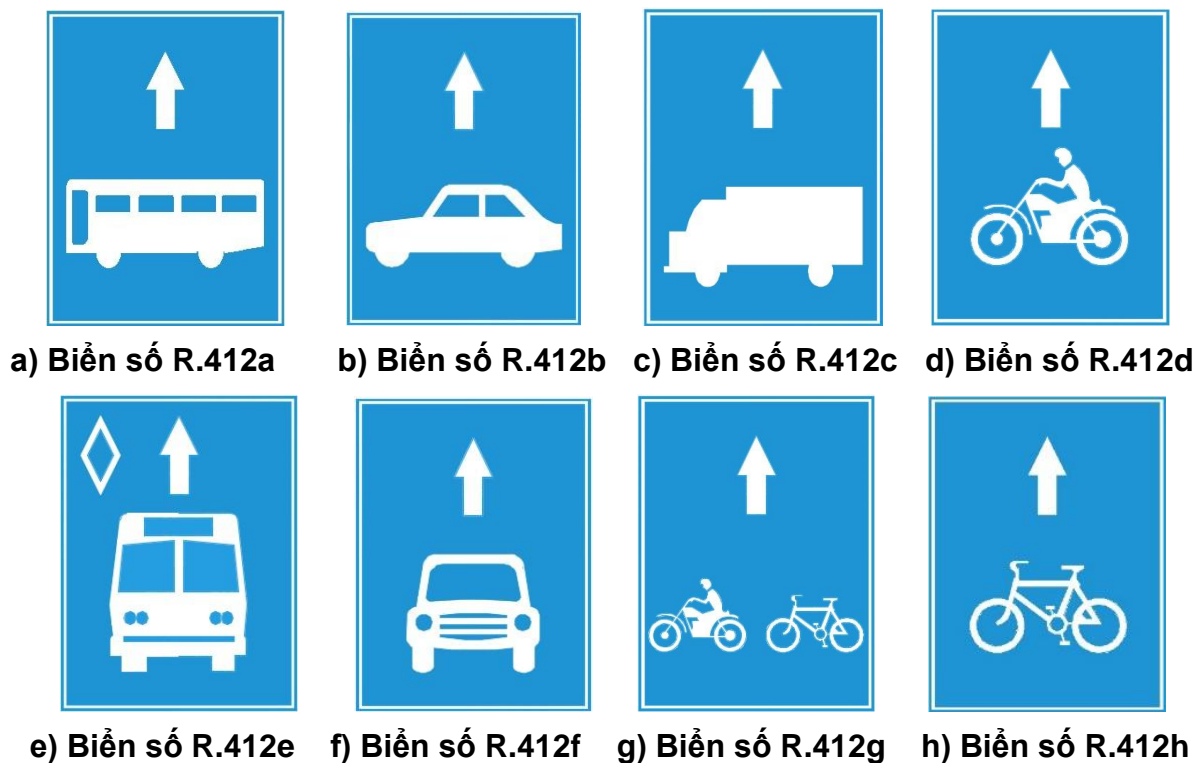 a) Biển số R.412a b) Biển số R.412b c) Biển số R.412c d) Biển số R.412d
e) Biển số R.412e f) Biển số R.412f g) Biển số R.412g h) Biển số R.412h